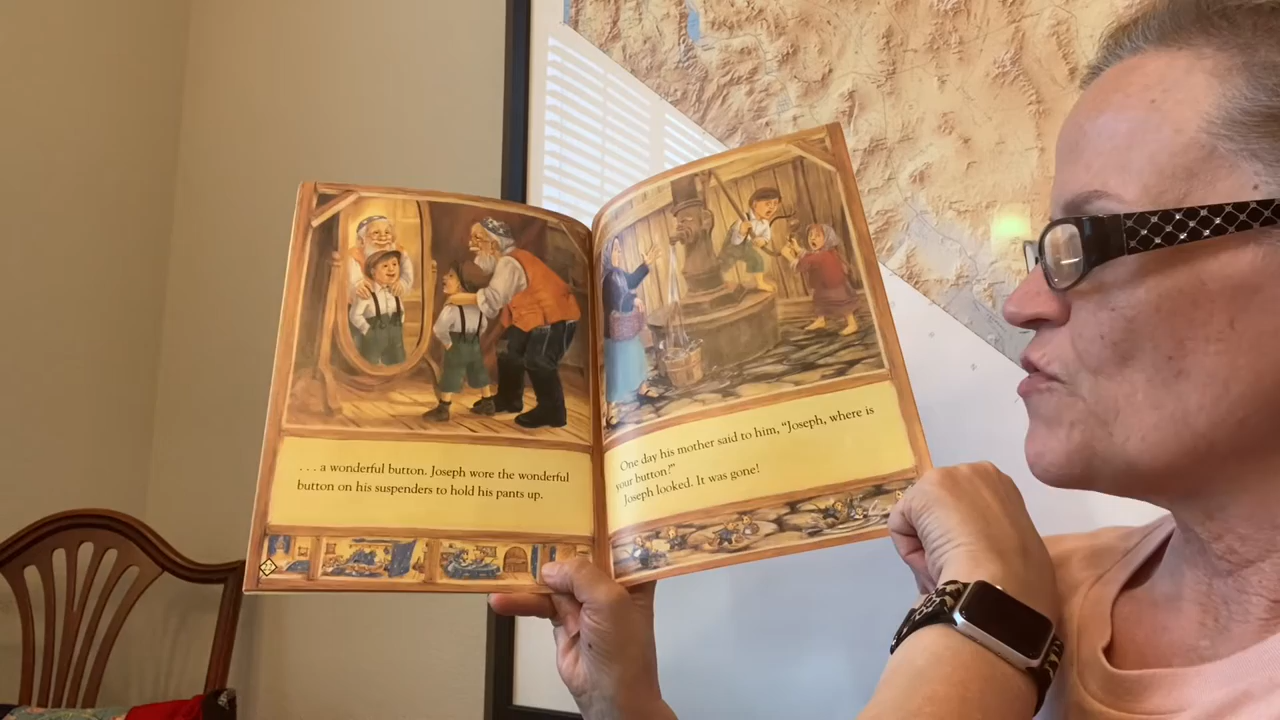 . . . a wonderful button. Joseph wore the wonderful
button on his suspenders to hold his pants up.
One day his mother said to him, “Joseph, where is
your button?”
Joseph looked. It was gone!